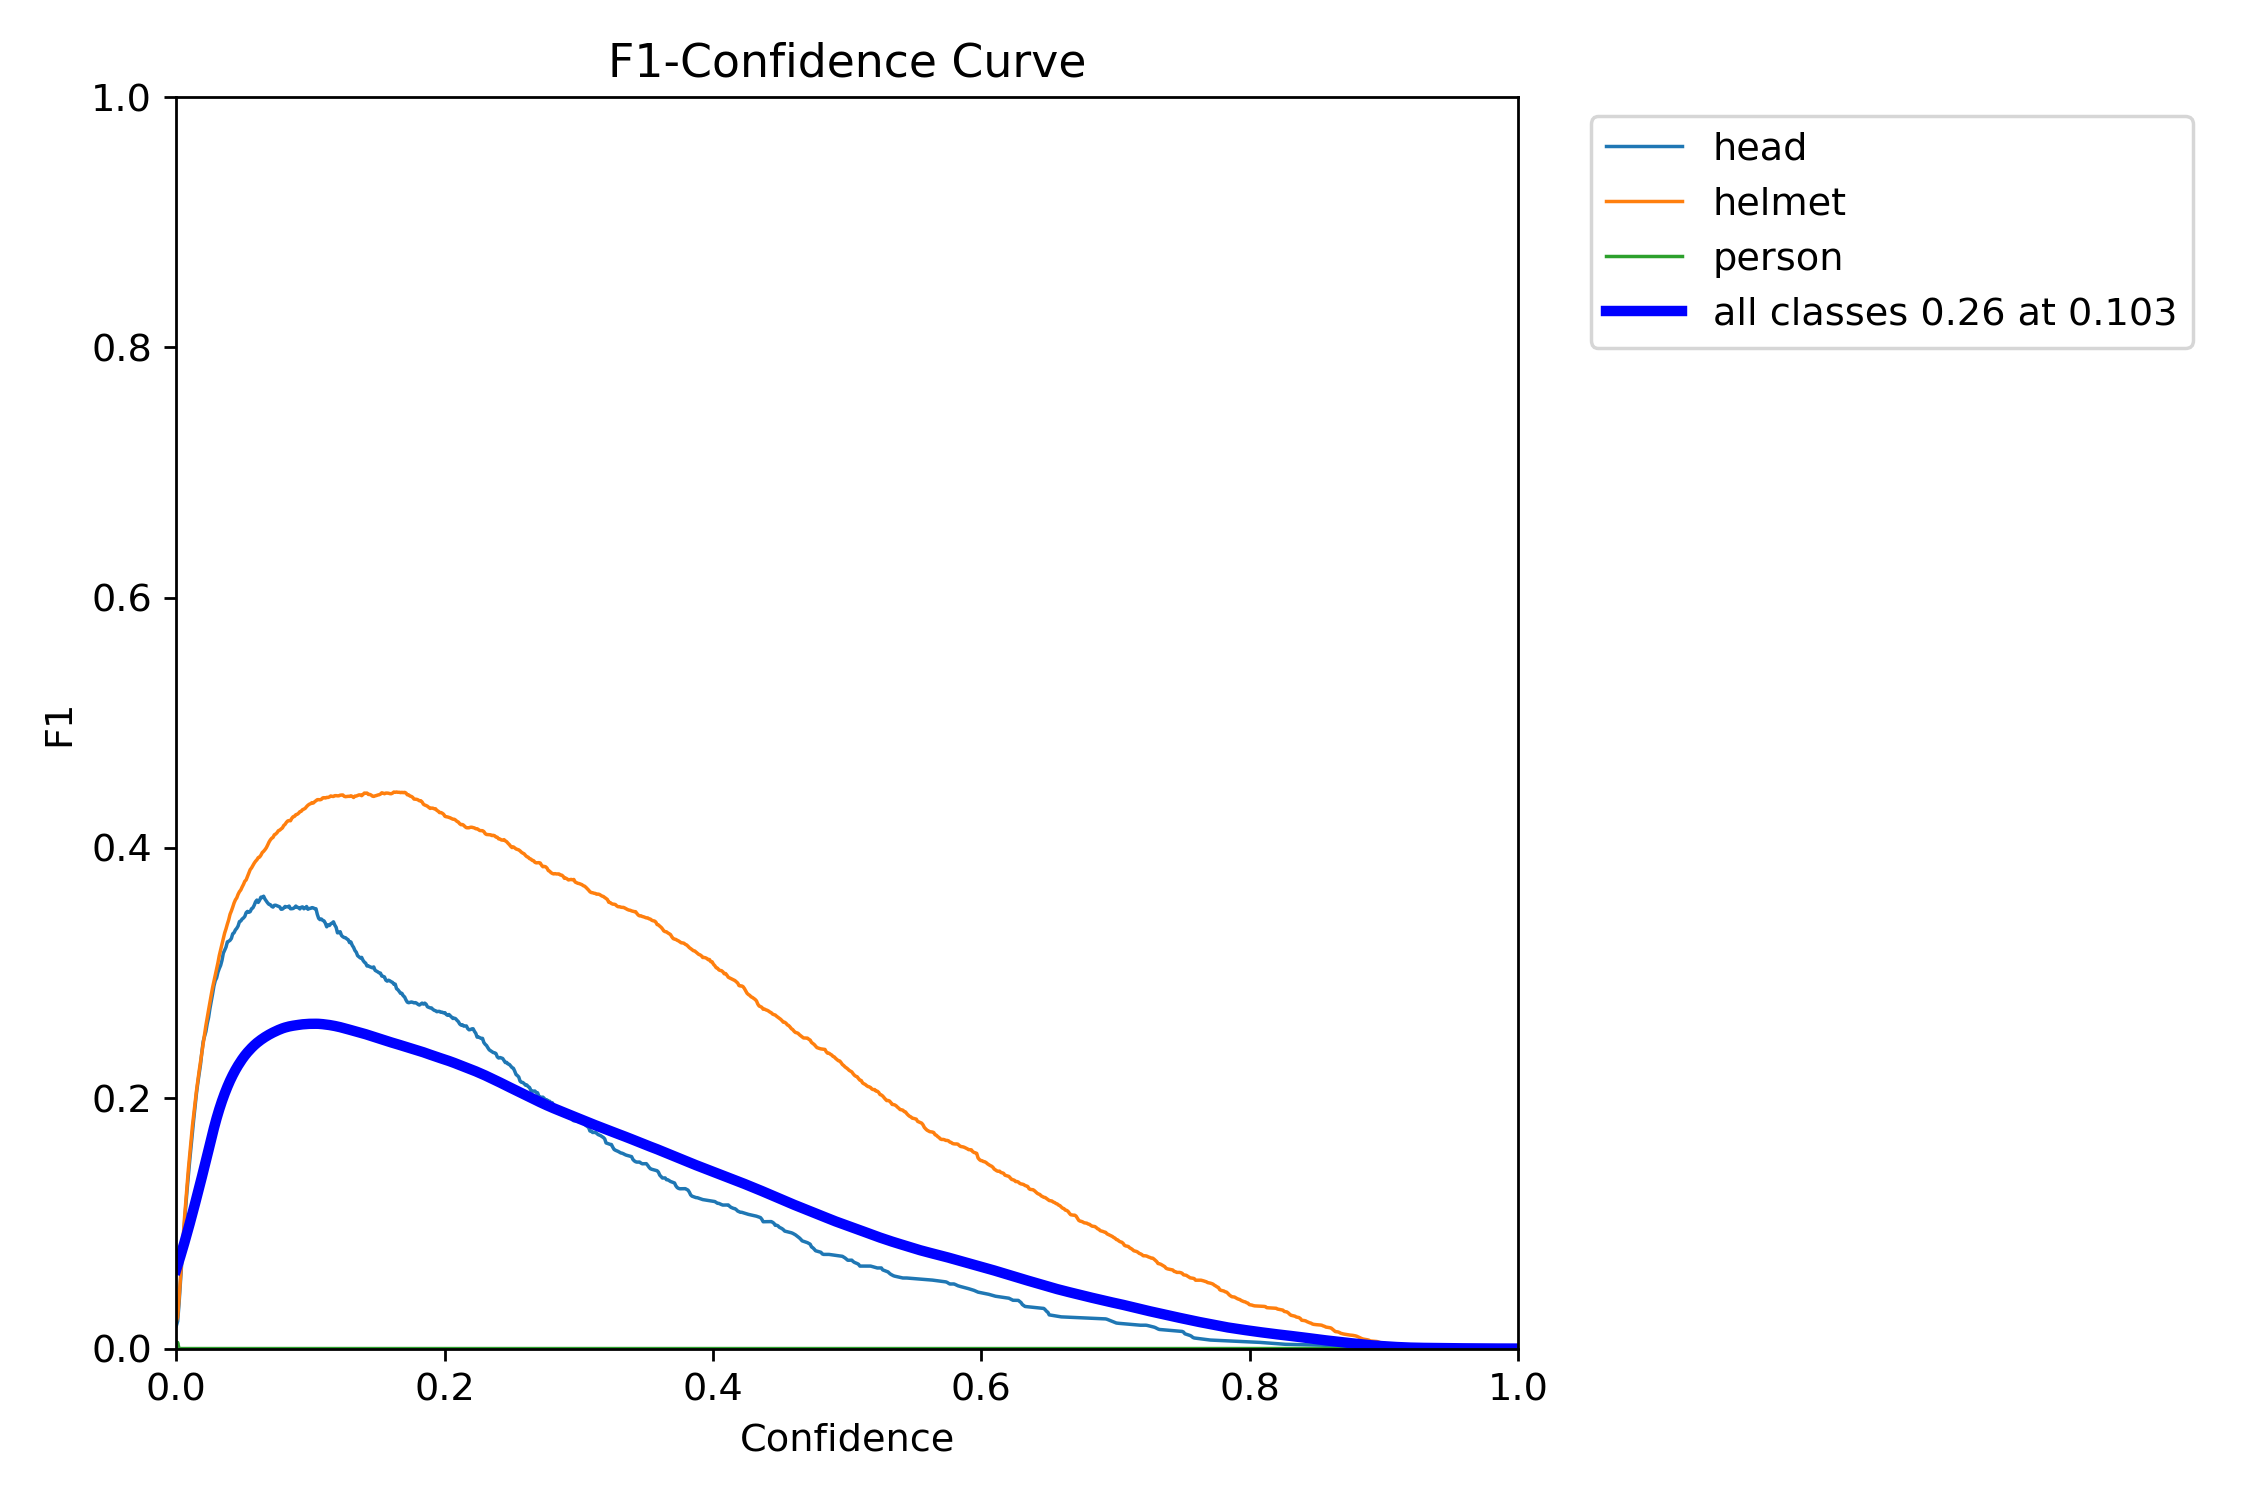 F1-Confidence Curve
1.0
0.8
0.6
0.4
0.2
0.0
F1
0.0 0.2 0.4 0.6 0.8 1.0
Confidence
head
helmet
person
all classes 0.26 at 0.103